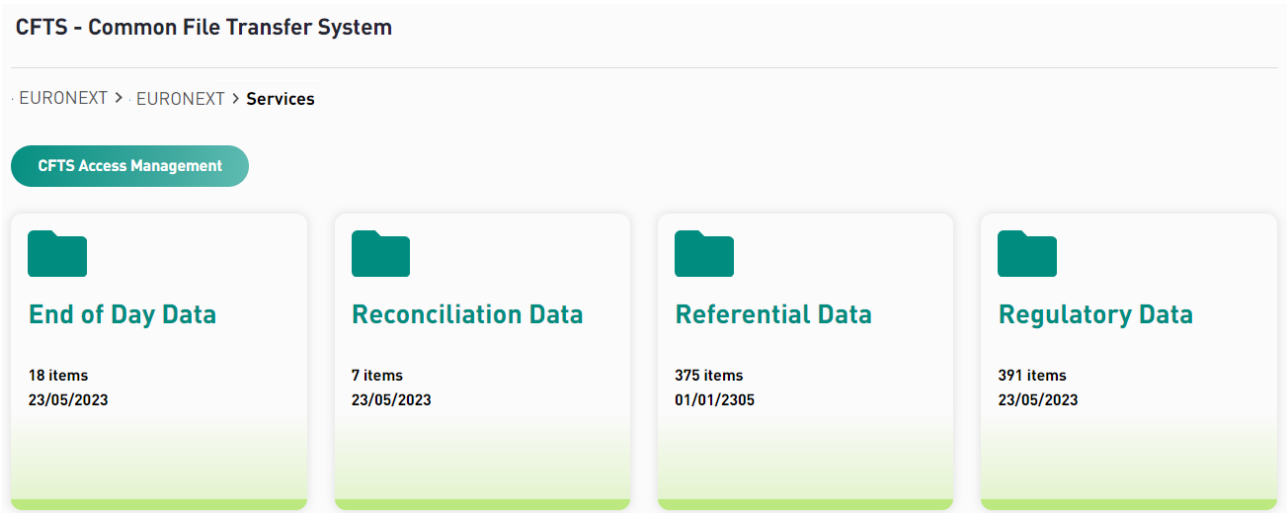 CFTS - Common File Transfer System
· EURONEXT > · EURONEXT > Services
CFTS Access Management
End of Day Data
18 items
23/05/2023
Reconciliation Data
7 items
23/05/2023
Referential Data
375 items
01/01/2305
Regulatory Data
391 items
23/05/2023